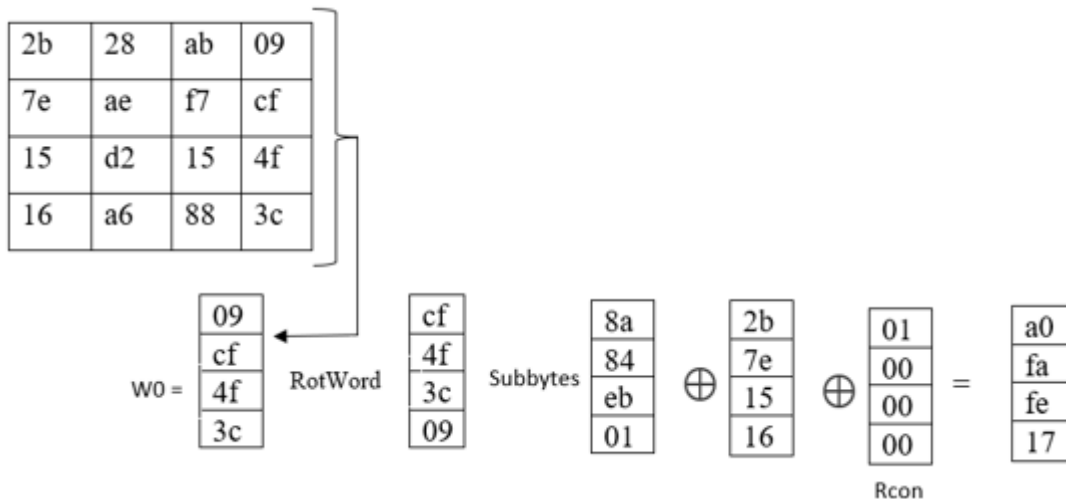 2b 28 ab 09
7e ae f7 cf
15 d2 15 4f
16 a6 88 3c
W0 =
09
cf
4f
3c
RotWord
cf
4f
3c
09
Subbytes
8a
84
eb
01
⊕
2b
7e
15
16
⊕
01
00
00
00
Rcon
=
a0
fa
fe
17